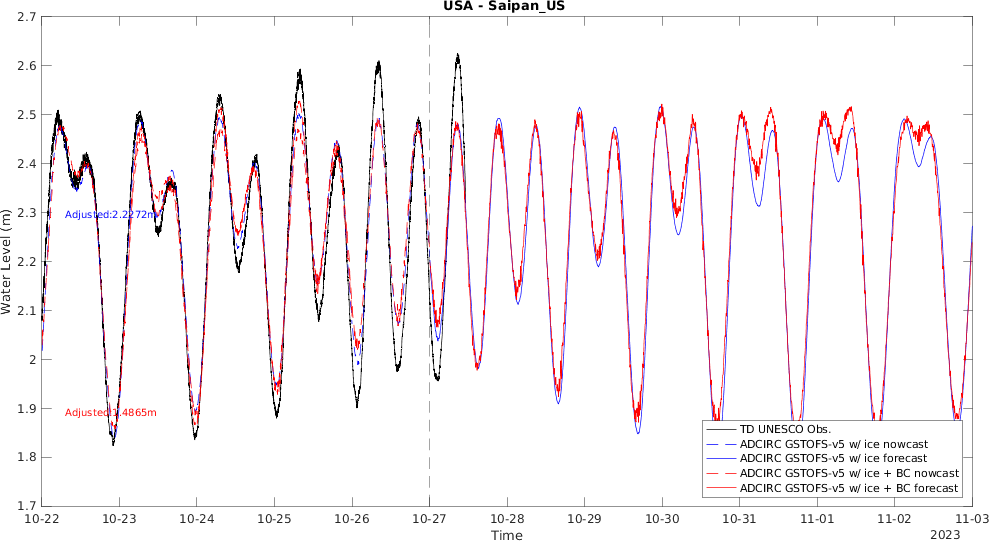 USA - Saipan_US
2.7
2.6
2.5
2.4
2.3
2.2
2.1
2
1.9
1.8
1.7
Water Level (m)
Adjusted:2.2272m
Adjusted:1.4865m
TD UNESCO Obs.
ADCIRC GSTOFS-v5 w/ ice nowcast
ADCIRC GSTOFS-v5 w/ ice forecast
ADCIRC GSTOFS-v5 w/ ice + BC nowcast
ADCIRC GSTOFS-v5 w/ ice + BC forecast
10-22 10-23 10-24 10-25 10-26 10-27 10-28 10-29 10-30 10-31 11-01 11-02 11-03
Time
2023